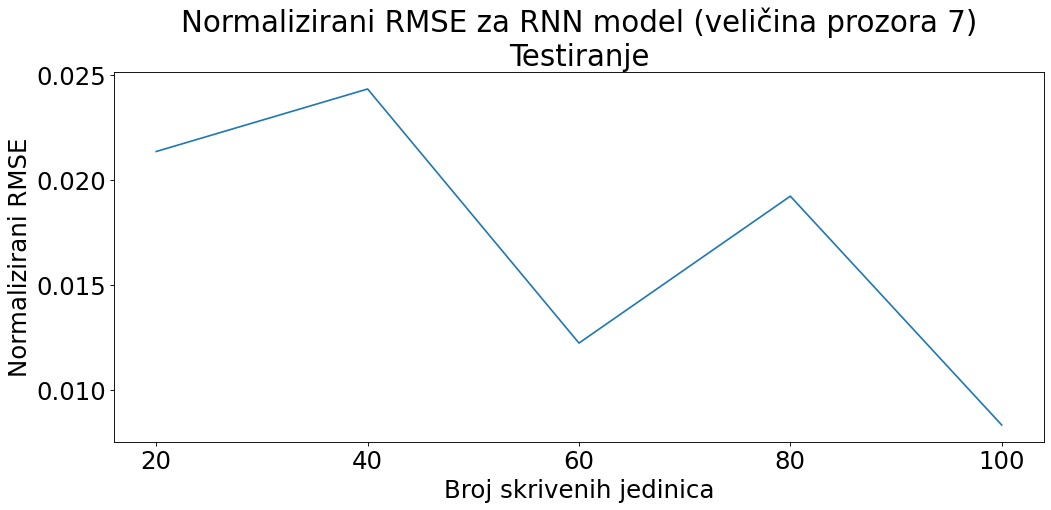 Normalizirani RMSE za RNN model (veličina prozora 7)
Testiranje
Normalizirani RMSE
0.025
0.020
0.015
0.010
20 40 60 80 100
Broj skrivenih jedinica